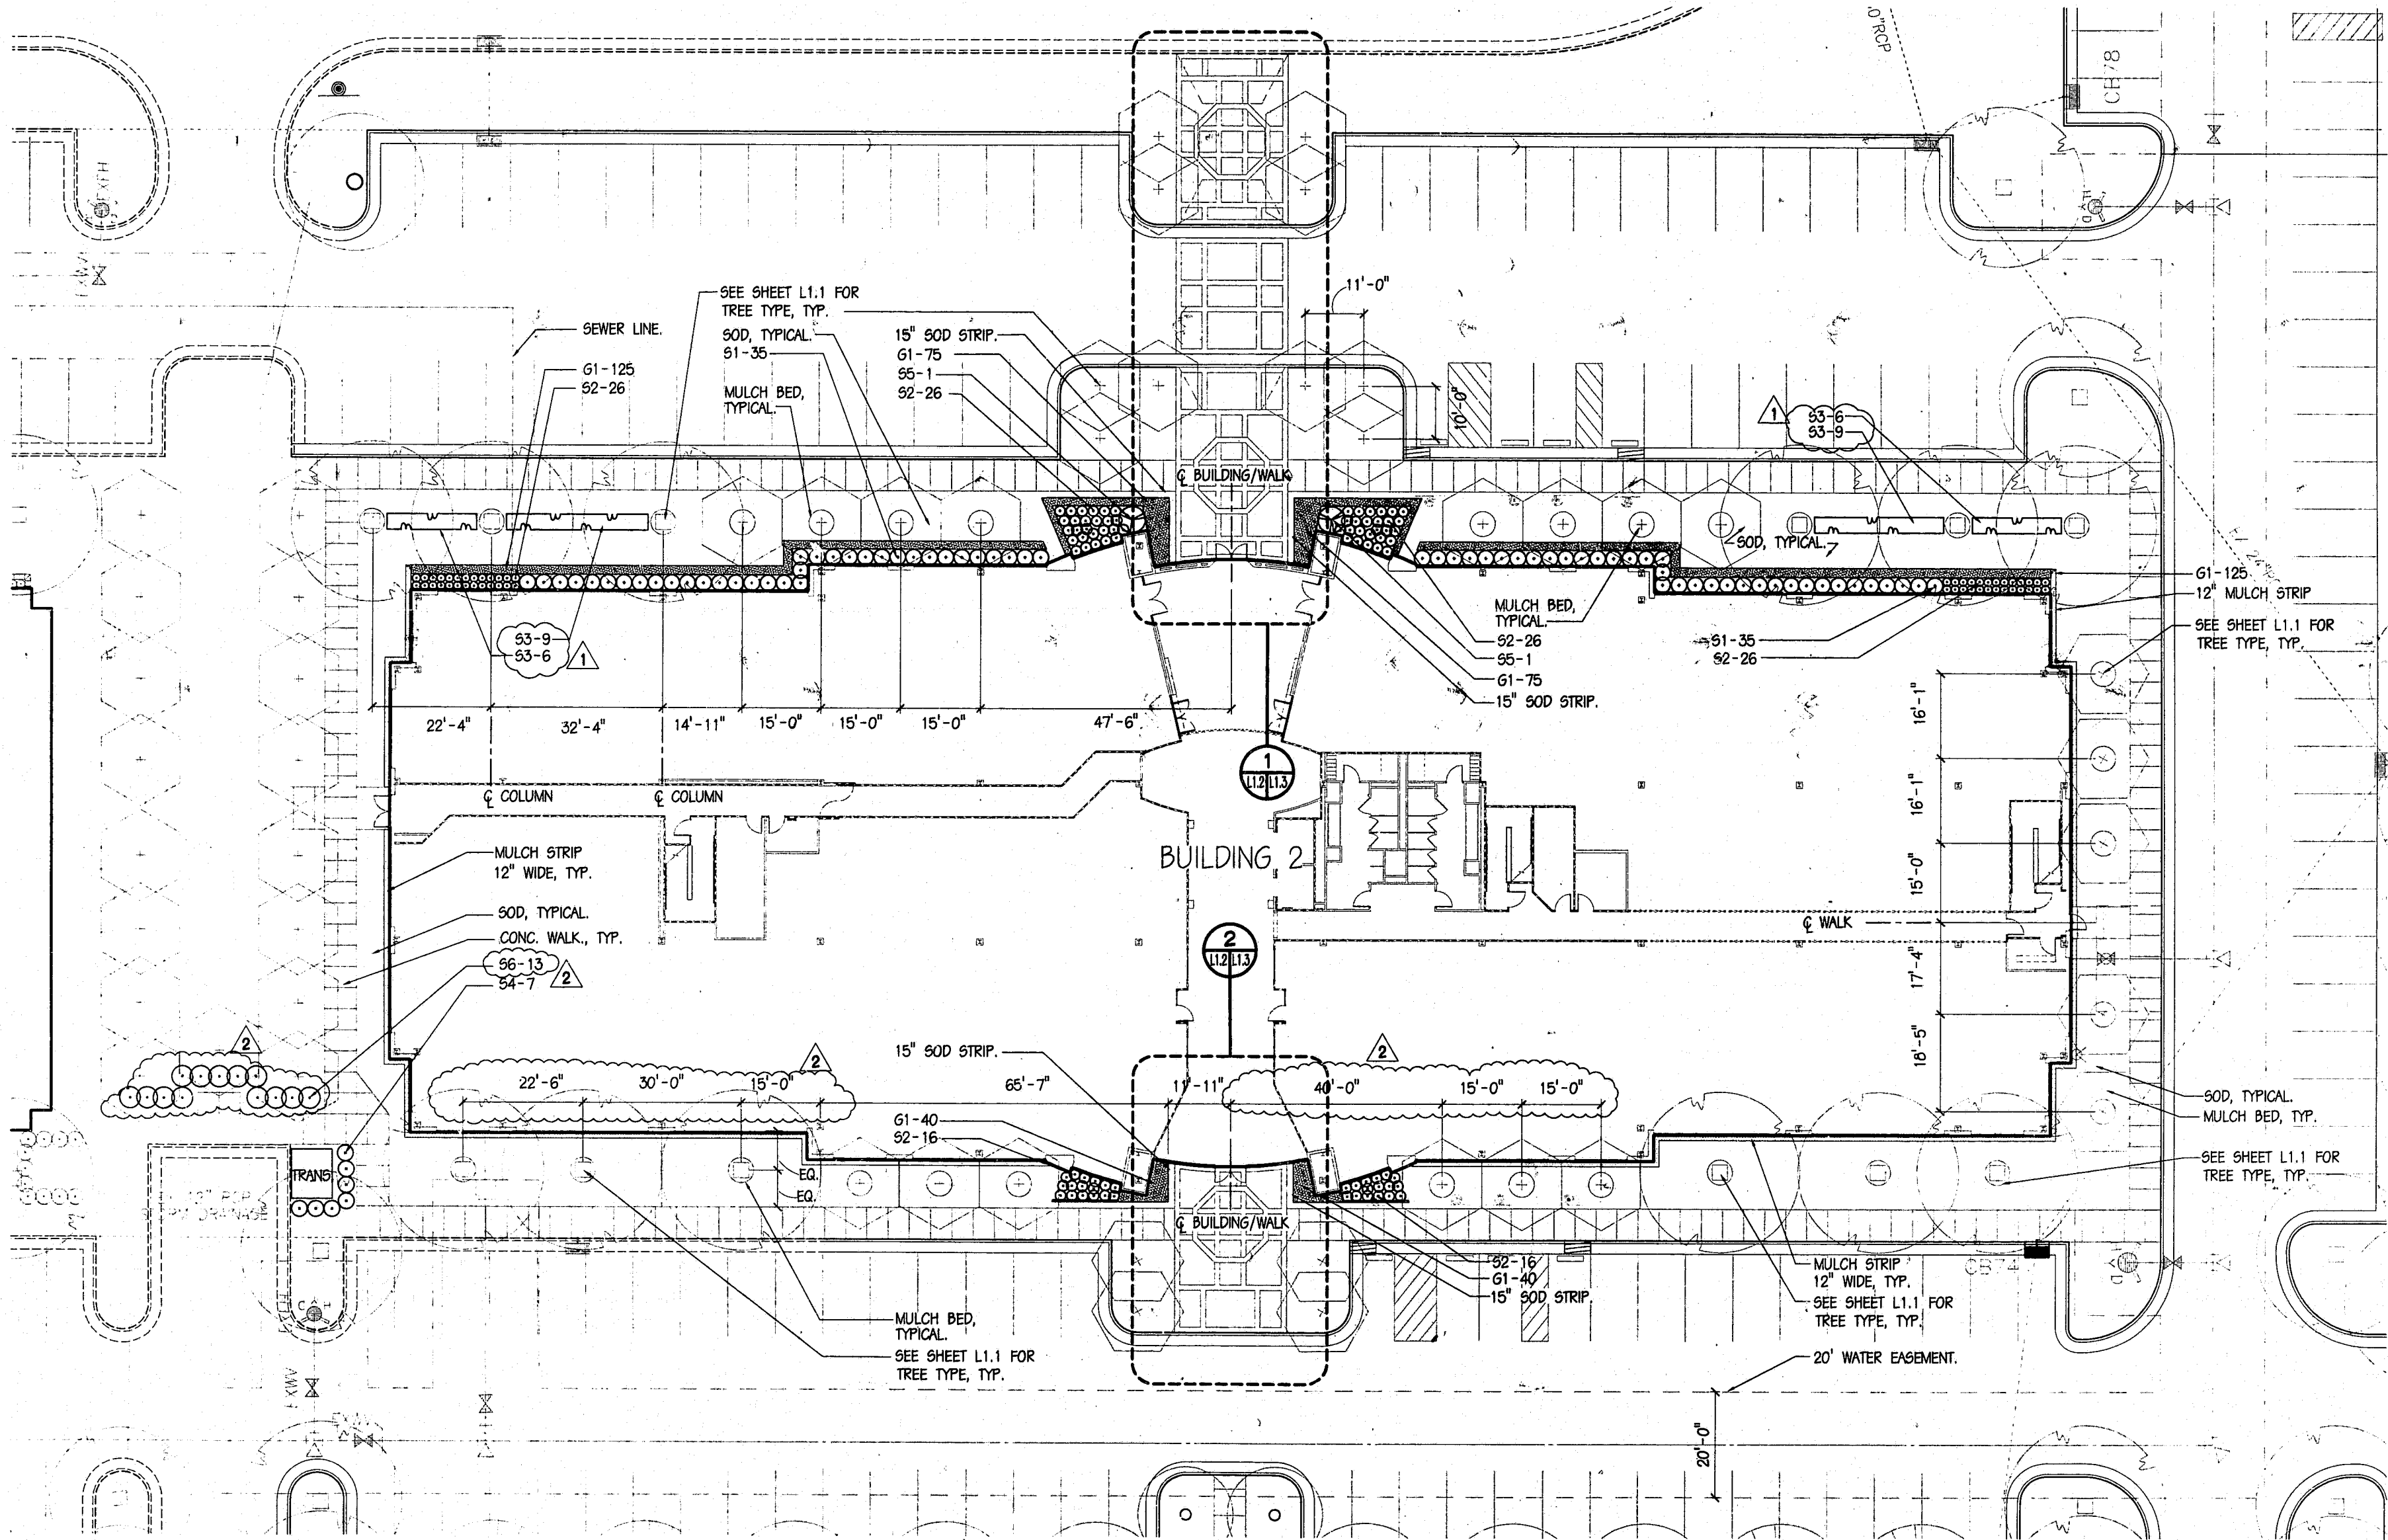 0"RCP
CB78
EXFH
HYD
SEE SHEET L1.1 FOR
TREE TYPE, TYP.
SEWER LINE.
SOD, TYPICAL.
S1-35
15" SOD STRIP.
G1-75
S5-1
S2-26
11'-0"
G1-125
S2-26
MULCH BED,
TYPICAL.
10'-0"
1
S3-6
S3-9
℄ BUILDING/WALK
SOD, TYPICAL.
G1-125
12" MULCH STRIP
SEE SHEET L1.1 FOR
TREE TYPE, TYP.
MULCH BED,
TYPICAL.
S2-26
S5-1
G1-75
15" SOD STRIP.
S1-35
S2-26
S3-9
S3-6
1
22'-4"
32'-4"
14'-11"
15'-0"
15'-0"
15'-0"
47'-6"
16'-1"
16'-1"
15'-0"
17'-4"
18'-5"
1
L1.2 L1.3
℄ COLUMN
℄ COLUMN
BUILDING 2
MULCH STRIP
12" WIDE, TYP.
SOD, TYPICAL.
CONC. WALK., TYP.
S6-13
S4-7
2
℄ WALK
2
L1.2 L1.3
2
2
2
15" SOD STRIP.
22'-6"
30'-0"
15'-0"
65'-7"
11'-11"
40'-0"
15'-0"
15'-0"
G1-40
S2-16
SOD, TYPICAL.
MULCH BED, TYP.
SEE SHEET L1.1 FOR
TREE TYPE, TYP.
TRANS
EQ.
EQ.
℄ BUILDING/WALK
S2-16
G1-40
15" SOD STRIP.
MULCH STRIP
12" WIDE, TYP.
SEE SHEET L1.1 FOR
TREE TYPE, TYP.
CB74
HYD
HYD
MULCH BED,
TYPICAL.
SEE SHEET L1.1 FOR
TREE TYPE, TYP.
20' WATER EASEMENT.
EXWV
20'-0"